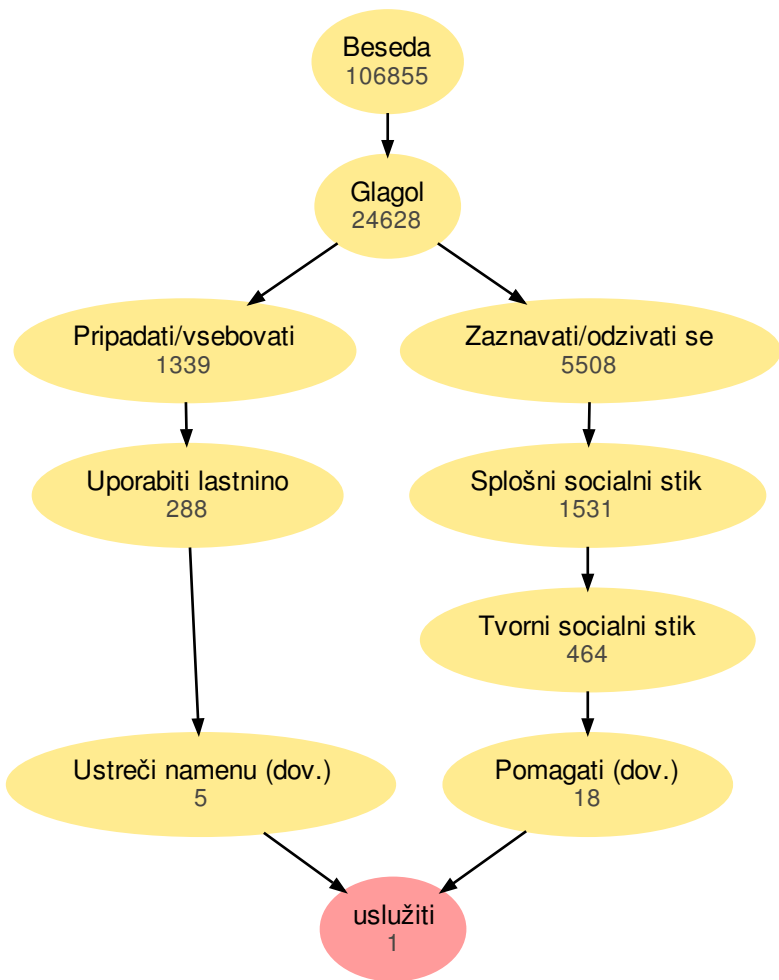 Beseda
106855
Glagol
24628
Pripadati/vsebovati
1339
Zaznavati/odzivati se
5508
Uporabiti lastnino
288
Splošni socialni stik
1531
Tvorni socialni stik
464
Ustreči namenu (dov.)
5
Pomagati (dov.)
18
uslužiti
1